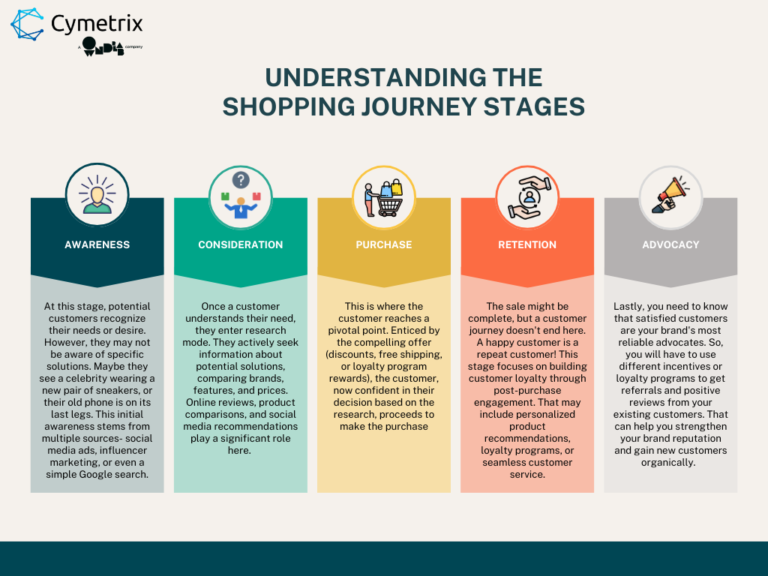 Cymetrix
A
company
UNDERSTANDING THE
SHOPPING JOURNEY STAGES
?
AWARENESS
At this stage, potential
customers recognize
their needs or desire.
However, they may not
be aware of specific
solutions. Maybe they
see a celebrity wearing a
new pair of sneakers, or
their old phone is on its
last legs. This initial
awareness stems from
multiple sources- social
media ads, influencer
marketing, or even a
simple Google search.
CONSIDERATION
Once a customer
understands their need,
they enter research
mode. They actively seek
information about
potential solutions,
comparing brands,
features, and prices.
Online reviews, product
comparisons, and social
media recommendations
play a significant role
here.
PURCHASE
This is where the
customer reaches a
pivotal point. Enticed by
the compelling offer
(discounts, free shipping,
or loyalty program
rewards), the customer,
now confident in their
decision based on the
research, proceeds to
make the purchase
RETENTION
The sale might be
complete, but a customer
journey doesn't end here.
A happy customer is a
repeat customer! This
stage focuses on building
customer loyalty through
post-purchase
engagement. That may
include personalized
product
recommendations,
loyalty programs, or
seamless customer
service.
ADVOCACY
Lastly, you need to know
that satisfied customers
are your brand's most
reliable advocates. So,
you will have to use
different incentives or
loyalty programs to get
referrals and positive
reviews from your
existing customers. That
can help you strengthen
your brand reputation
and gain new customers
organically.